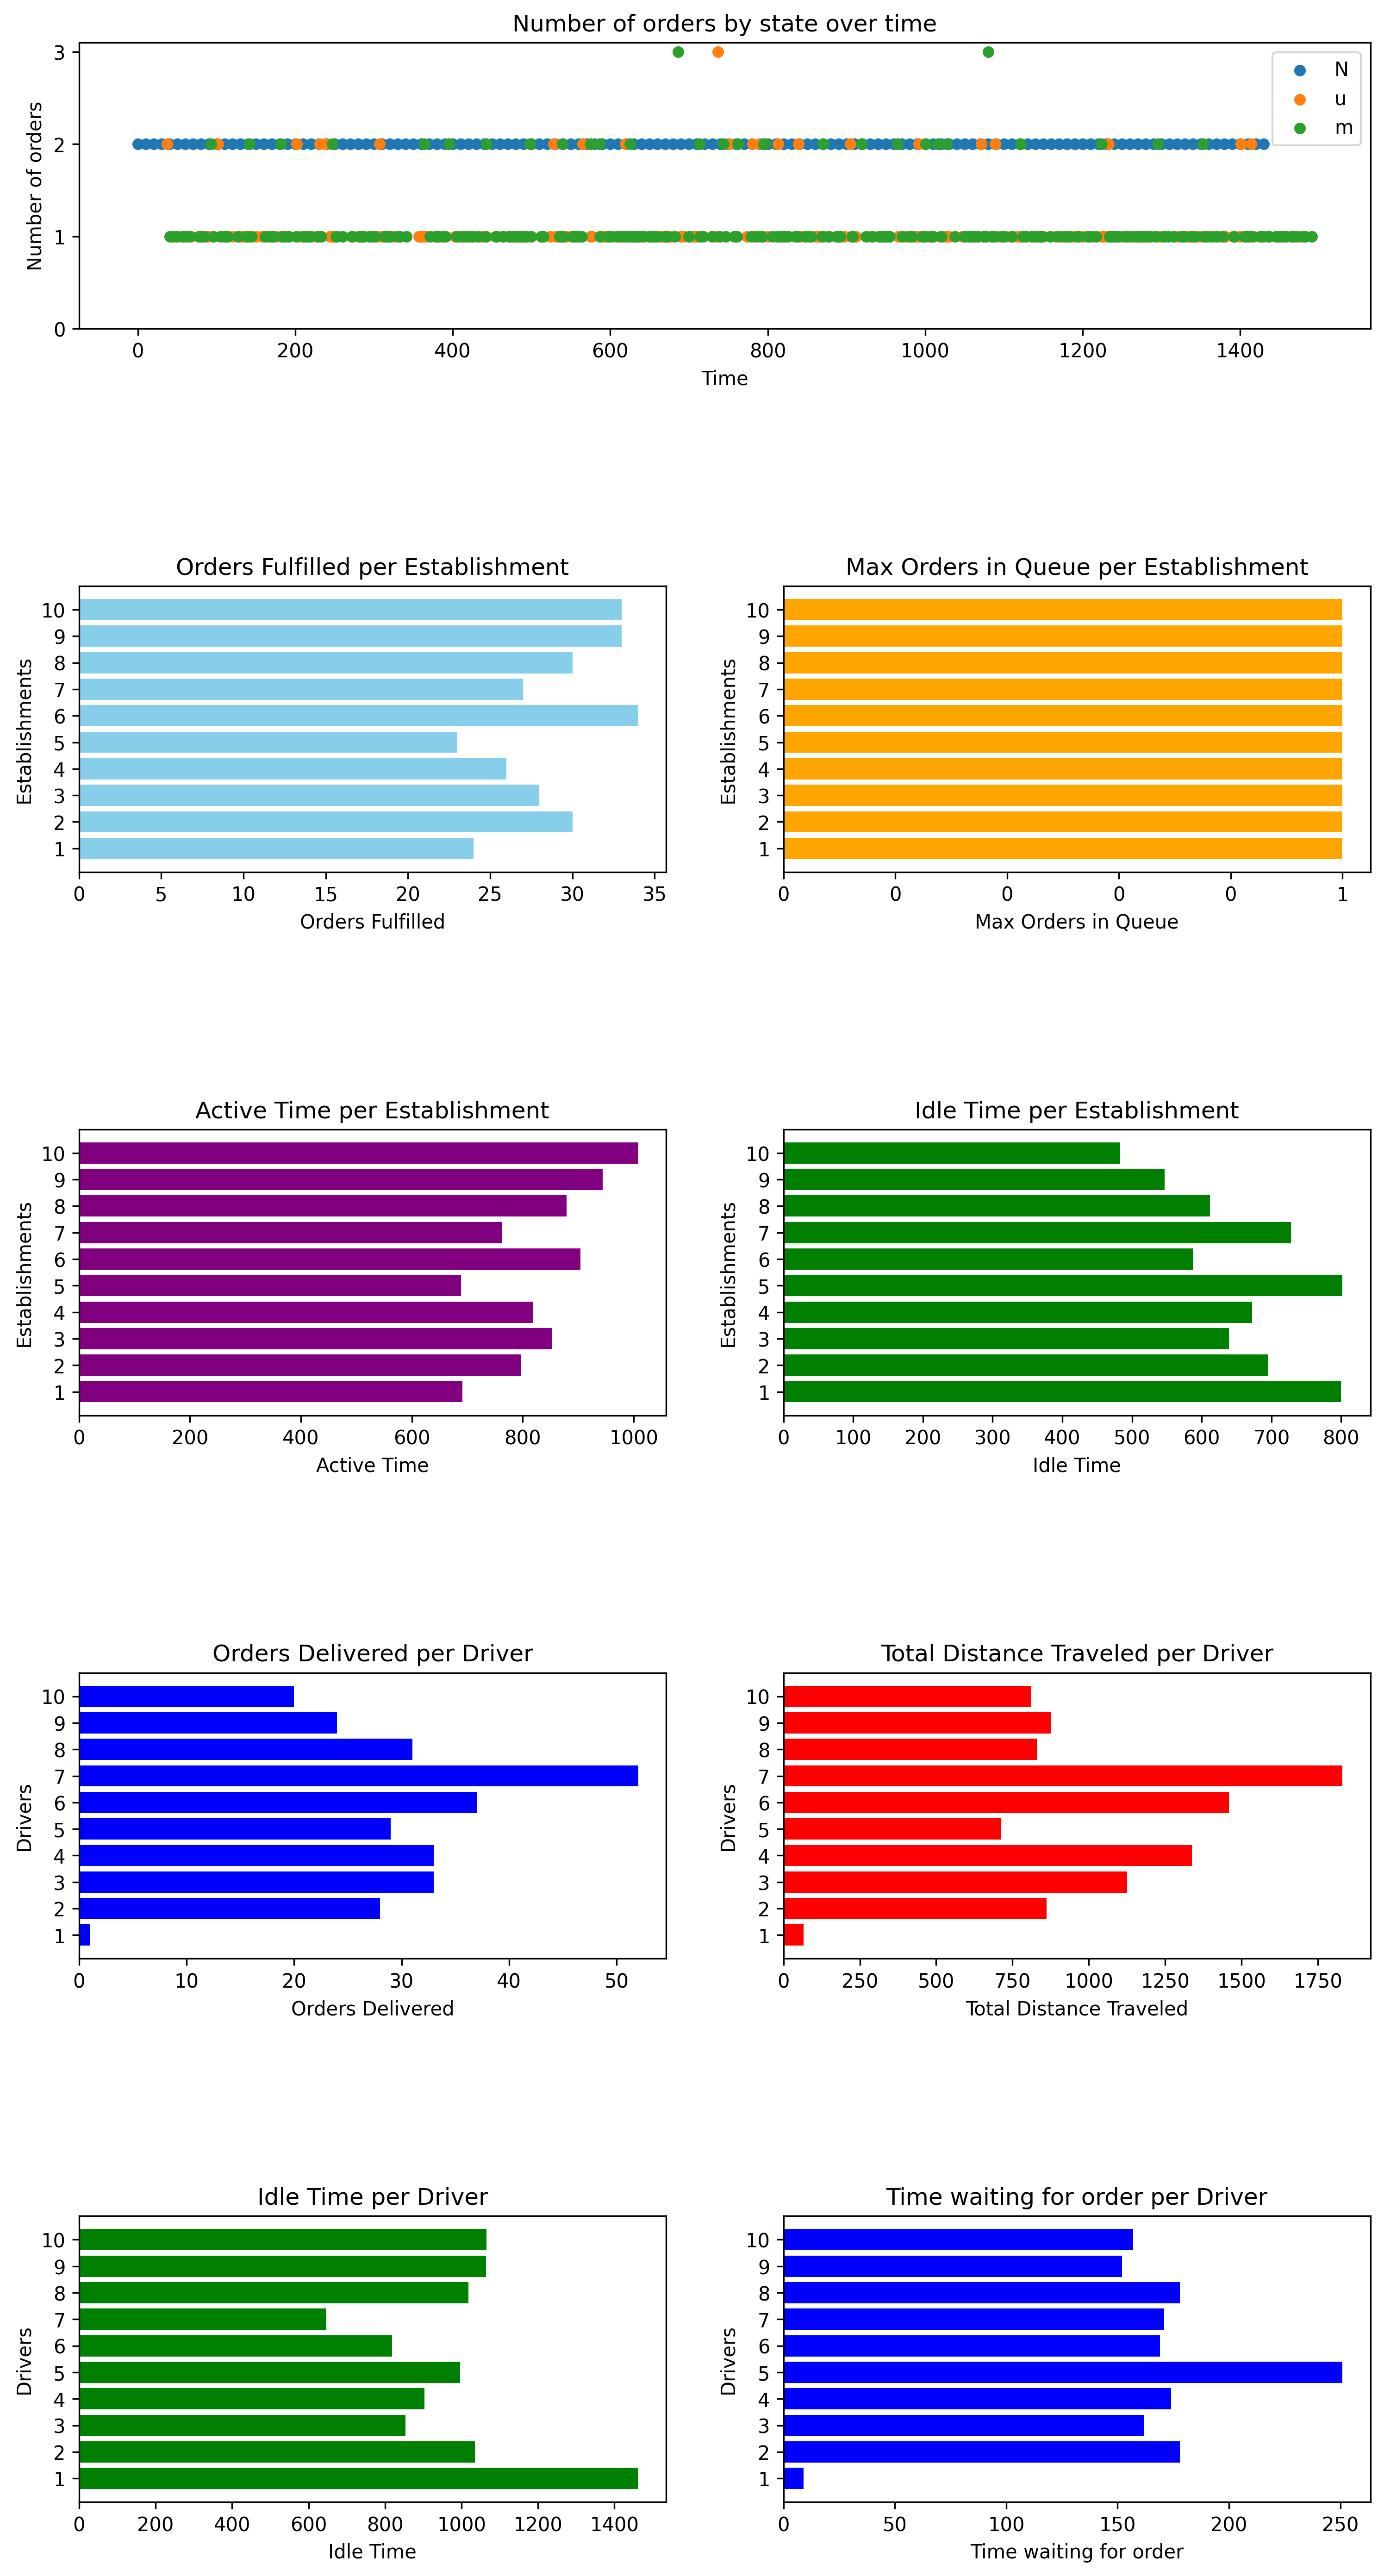 Number of orders by state over time
Number of orders
3
2
1
0
N
u
m
0 200 400 600 800 1000 1200 1400
Time
Orders Fulfilled per Establishment
Establishments
10
9
8
7
6
5
4
3
2
1
0 5 10 15 20 25 30 35
Orders Fulfilled
Max Orders in Queue per Establishment
Establishments
10
9
8
7
6
5
4
3
2
1
0 0 0 0 0 1
Max Orders in Queue
Active Time per Establishment
Establishments
10
9
8
7
6
5
4
3
2
1
0 200 400 600 800 1000
Active Time
Idle Time per Establishment
Establishments
10
9
8
7
6
5
4
3
2
1
0 100 200 300 400 500 600 700 800
Idle Time
Orders Delivered per Driver
Drivers
10
9
8
7
6
5
4
3
2
1
0 10 20 30 40 50
Orders Delivered
Total Distance Traveled per Driver
Drivers
10
9
8
7
6
5
4
3
2
1
0 250 500 750 1000 1250 1500 1750
Total Distance Traveled
Idle Time per Driver
Drivers
10
9
8
7
6
5
4
3
2
1
0 200 400 600 800 1000 1200 1400
Idle Time
Time waiting for order per Driver
Drivers
10
9
8
7
6
5
4
3
2
1
0 50 100 150 200 250
Time waiting for order